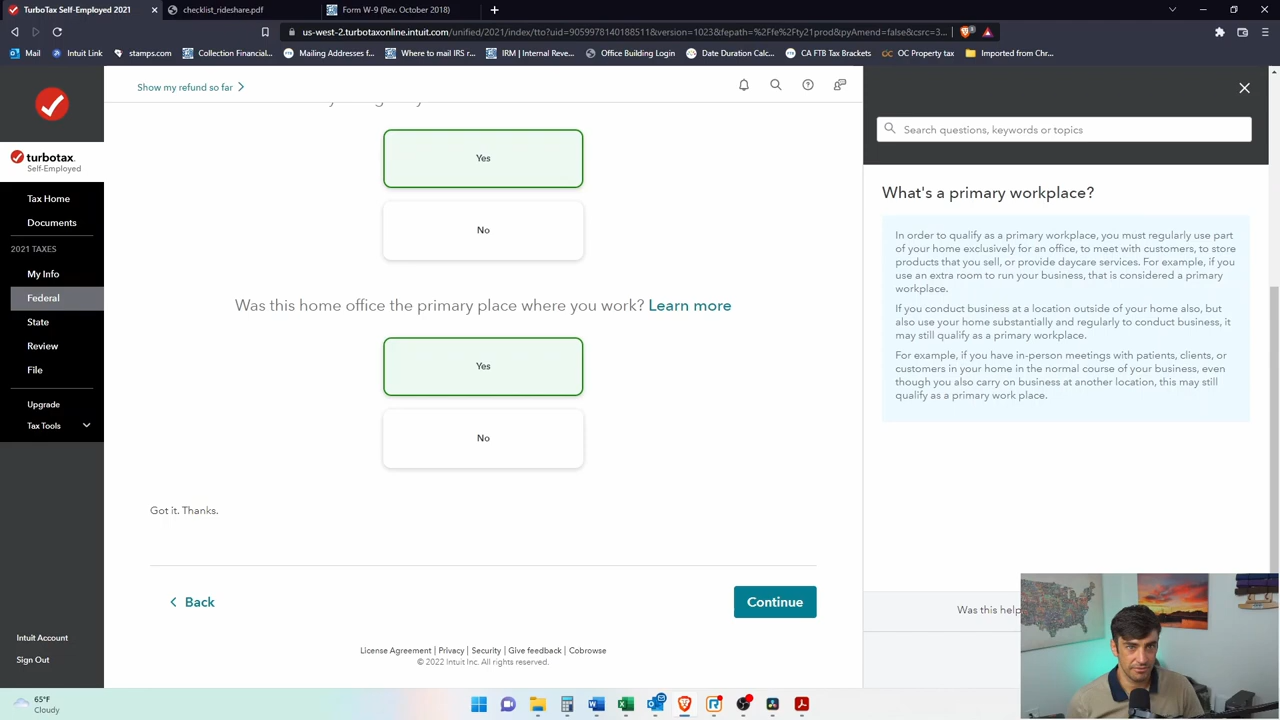 TurboTax Self-Employed 2021
checklist_rideshare.pdf
Form W-9 (Rev. October 2018)
us-west-2.turbotaxonline.intuit.com/unified/2021/index/tto?uid=9059978140185511&version=1023&fepath=%2Ffe%2Fty21prod&pyAmend=false&csrc=3...
Mail
Intuit Link
stamps.com
Collection Financial...
Mailing Addresses f...
Where to mail IRS r...
IRM | Internal Reve...
Office Building Login
Date Duration Calc...
CA FTB Tax Brackets
OC Property tax
Imported from Chr...
Show my refund so far
Search questions, keywords or topics
turbotax
Self-Employed
Tax Home
Documents
2021 TAXES
My Info
Federal
State
Review
File
Upgrade
Tax Tools
Intuit Account
Sign Out
Yes
No
Was this home office the primary place where you work? Learn more
Yes
No
Got it. Thanks.
Back
Continue
License Agreement | Privacy | Security | Give feedback | Cobrowse
© 2022 Intuit Inc. All rights reserved.
What's a primary workplace?
In order to qualify as a primary workplace, you must regularly use part
of your home exclusively for an office, to meet with customers, to store
products that you sell, or provide daycare services. For example, if you
use an extra room to run your business, that is considered a primary
workplace.
If you conduct business at a location outside of your home also, but
also use your home substantially and regularly to conduct business, it
may still qualify as a primary workplace.
For example, if you have in-person meetings with patients, clients, or
customers in your home in the normal course of your business, even
though you also carry on business at another location, this may still
qualify as a primary work place.
Was this help
65°F
Cloudy